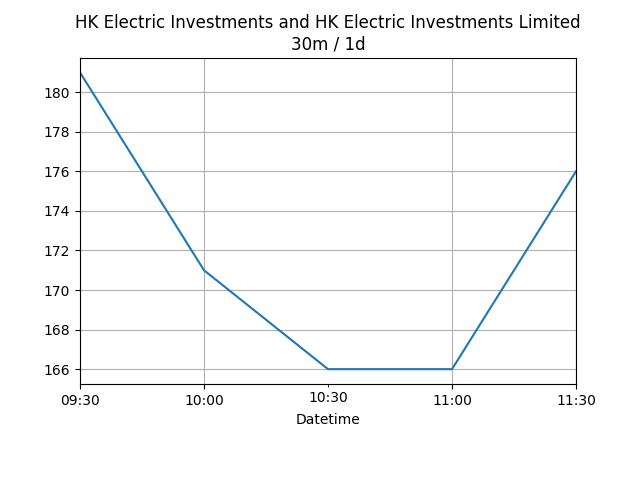 HK Electric Investments and HK Electric Investments Limited
30m / 1d
180
178
176
174
172
170
168
166
09:30 10:00 10:30 11:00 11:30
Datetime